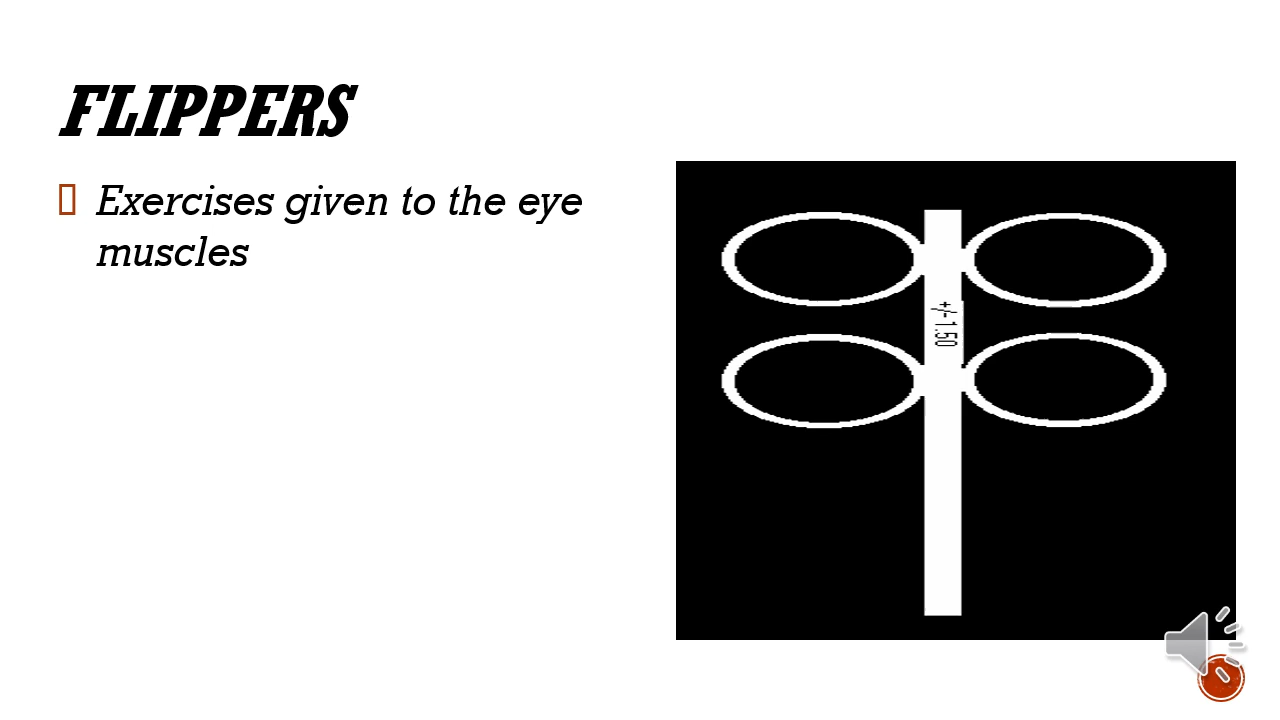 FLIPPERS
Exercises given to the eye
muscles
+/- 1.50